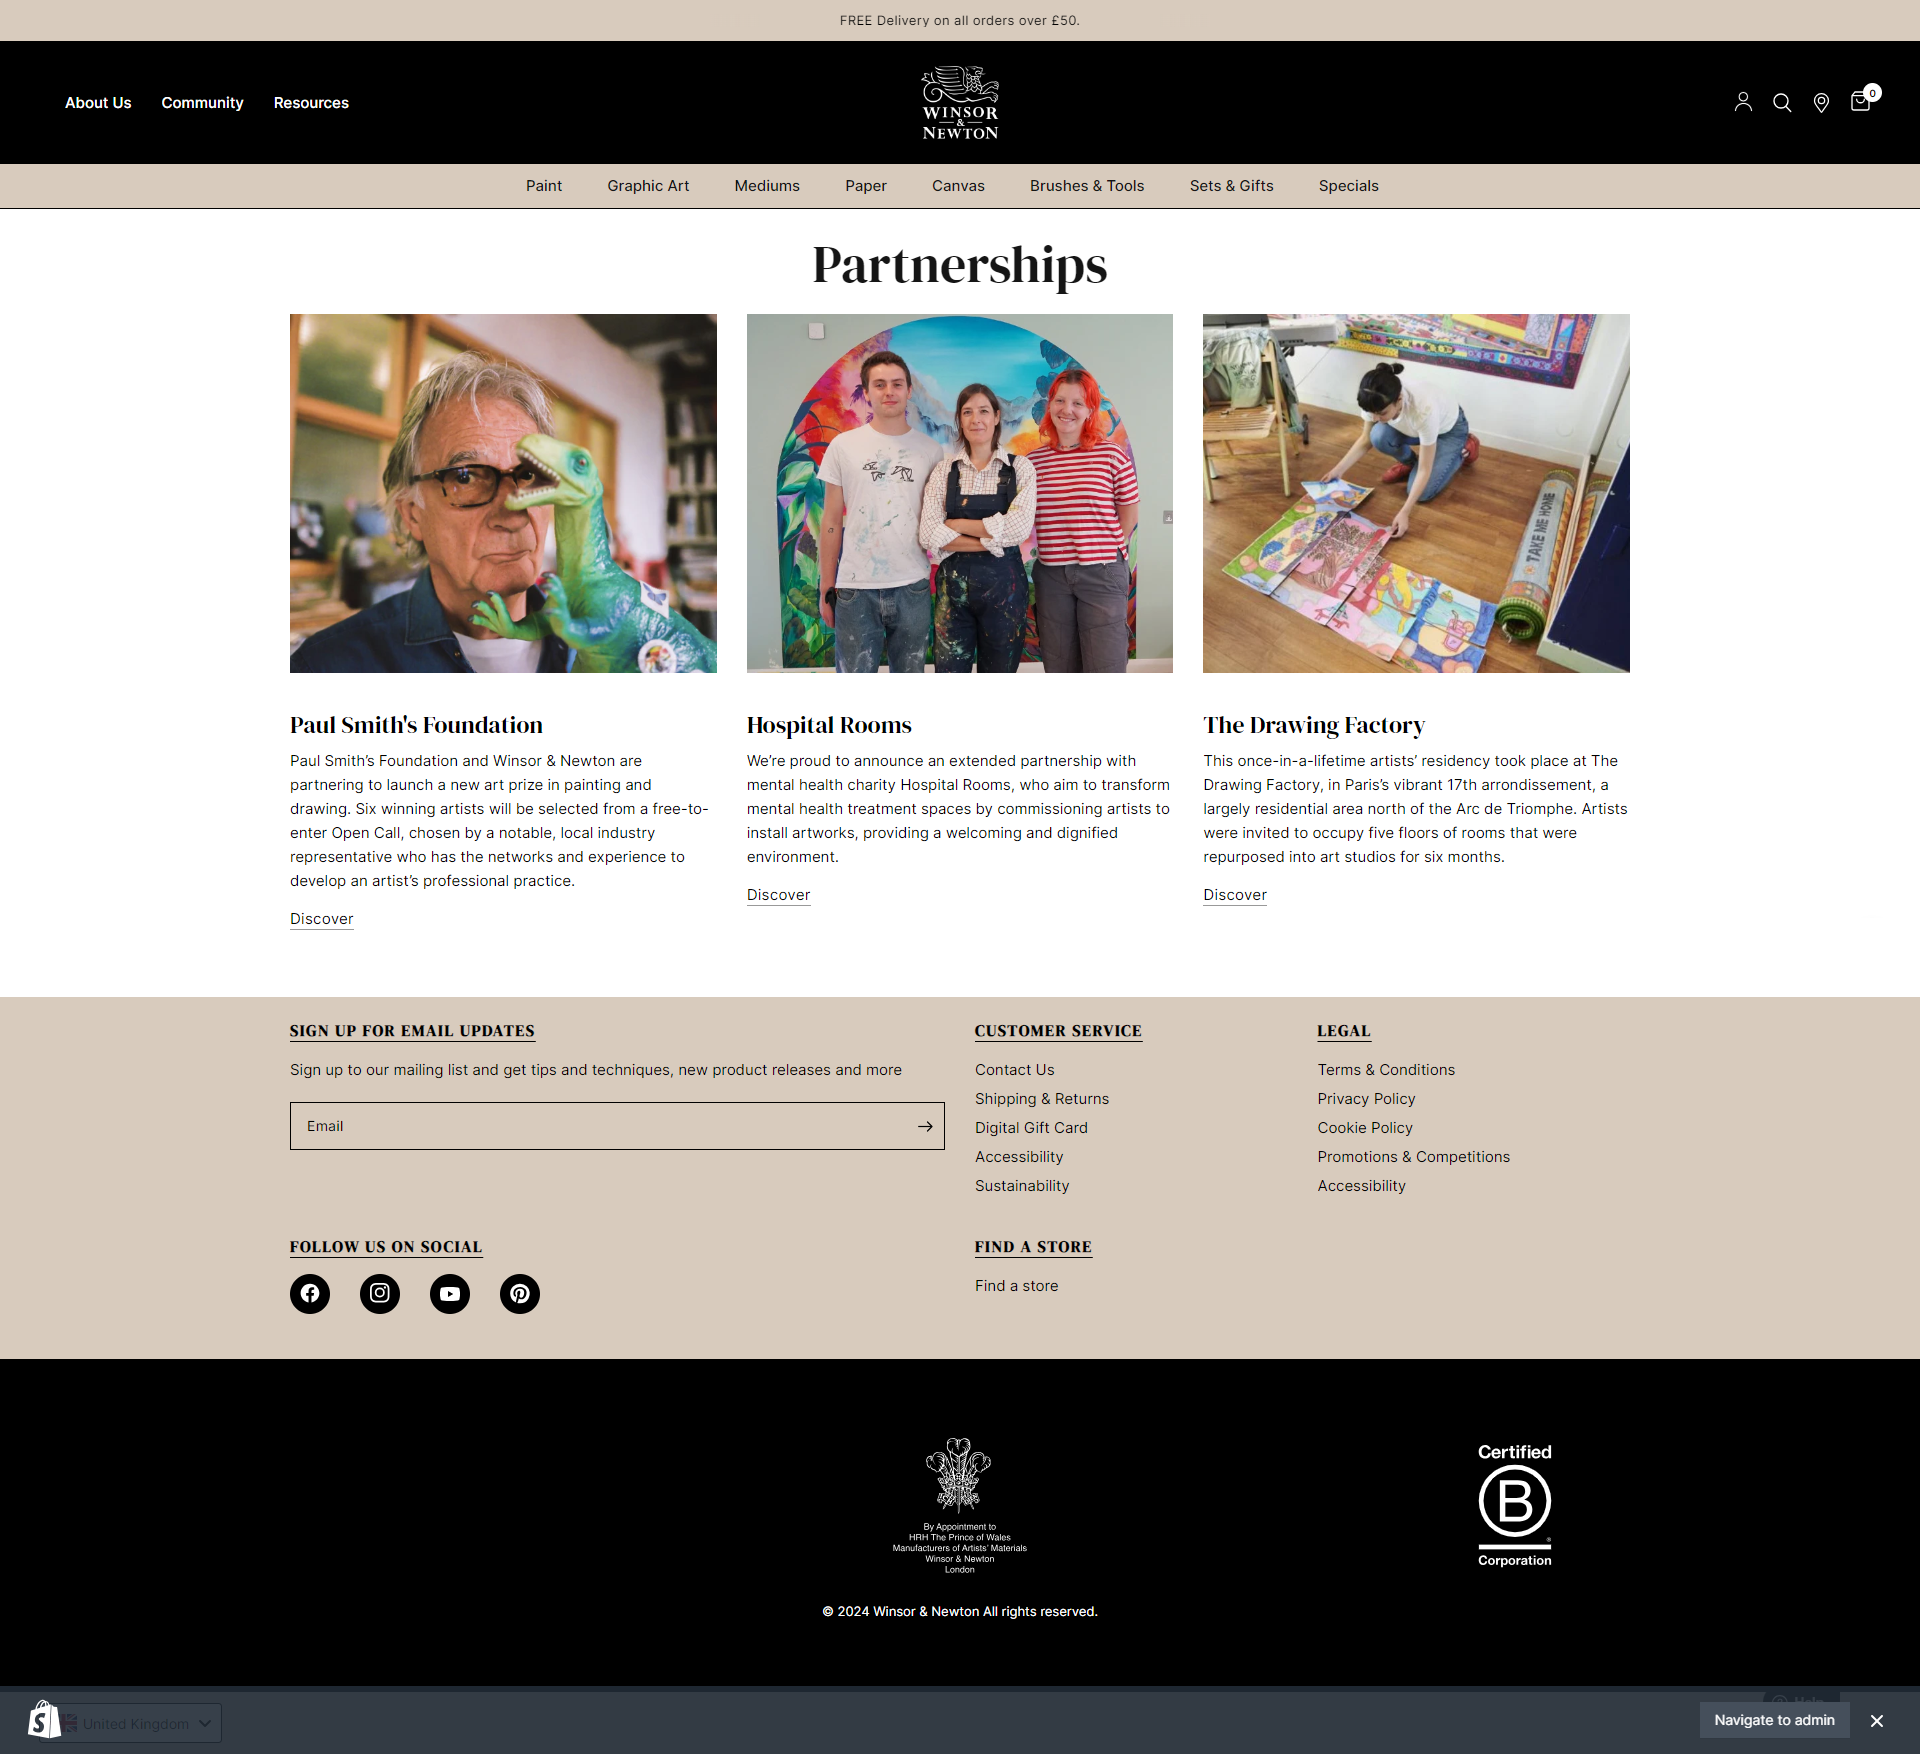 FREE Delivery on all orders over £50.
About Us
Community
Resources
WINSOR
&
NEWTON
0
Paint
Graphic Art
Mediums
Paper
Canvas
Brushes & Tools
Sets & Gifts
Specials
Partnerships
TAKE ME HOME
Paul Smith's Foundation
Paul Smith’s Foundation and Winsor & Newton are
partnering to launch a new art prize in painting and
drawing. Six winning artists will be selected from a free-to-
enter Open Call, chosen by a notable, local industry
representative who has the networks and experience to
develop an artist’s professional practice.
Discover
Hospital Rooms
We’re proud to announce an extended partnership with
mental health charity Hospital Rooms, who aim to transform
mental health treatment spaces by commissioning artists to
install artworks, providing a welcoming and dignified
environment.
Discover
The Drawing Factory
This once-in-a-lifetime artists’ residency took place at The
Drawing Factory, in Paris’s vibrant 17th arrondissement, a
largely residential area north of the Arc de Triomphe. Artists
were invited to occupy five floors of rooms that were
repurposed into art studios for six months.
Discover
SIGN UP FOR EMAIL UPDATES
Sign up to our mailing list and get tips and techniques, new product releases and more
Email
CUSTOMER SERVICE
Contact Us
Shipping & Returns
Digital Gift Card
Accessibility
Sustainability
LEGAL
Terms & Conditions
Privacy Policy
Cookie Policy
Promotions & Competitions
Accessibility
FOLLOW US ON SOCIAL
FIND A STORE
Find a store
By Appointment to
HRH The Prince of Wales
Manufacturers of Artists' Materials
Winsor & Newton
London
Certified
B
®
Corporation
© 2024 Winsor & Newton All rights reserved.
United Kingdom
Help
Navigate to admin